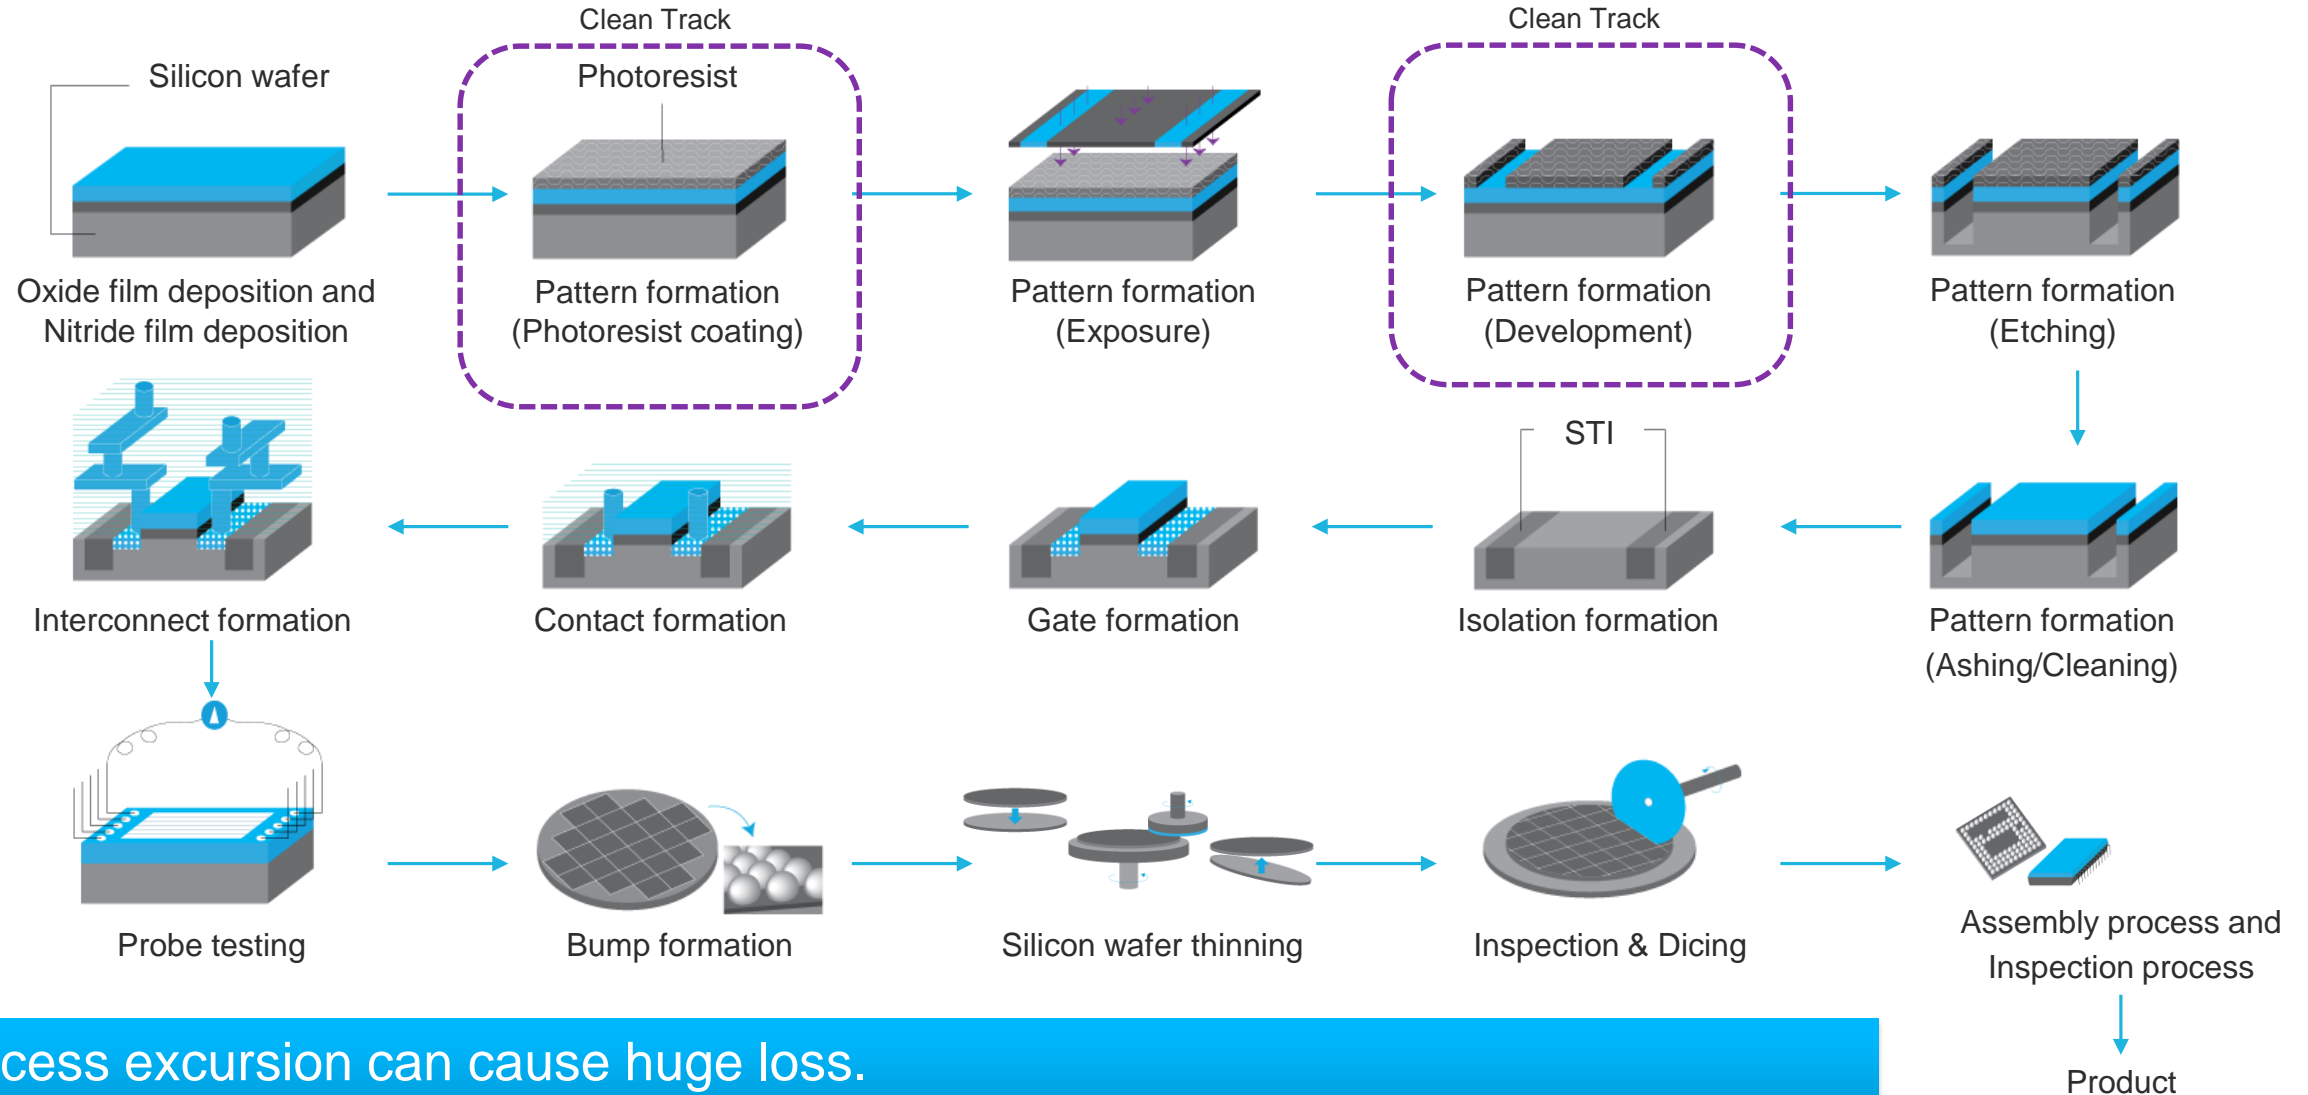 Clean Track
Clean Track
Silicon wafer
Photoresist
Oxide film deposition and
Nitride film deposition
Pattern formation
(Photoresist coating)
Pattern formation
(Exposure)
Pattern formation
(Development)
Pattern formation
(Etching)
STI
Interconnect formation
Contact formation
Gate formation
Isolation formation
Pattern formation
(Ashing/Cleaning)
Probe testing
Bump formation
Silicon wafer thinning
Inspection & Dicing
Assembly process and
Inspection process
cess excursion can cause huge loss.
Product